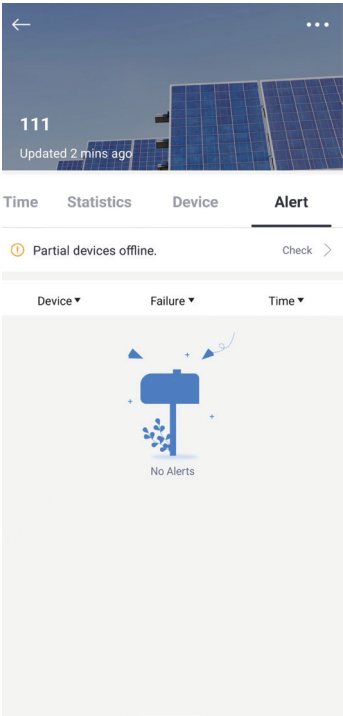 111
Updated 2 mins ago
Time Statistics Device Alert
Partial devices offline. Check
Device Failure Time
No Alerts